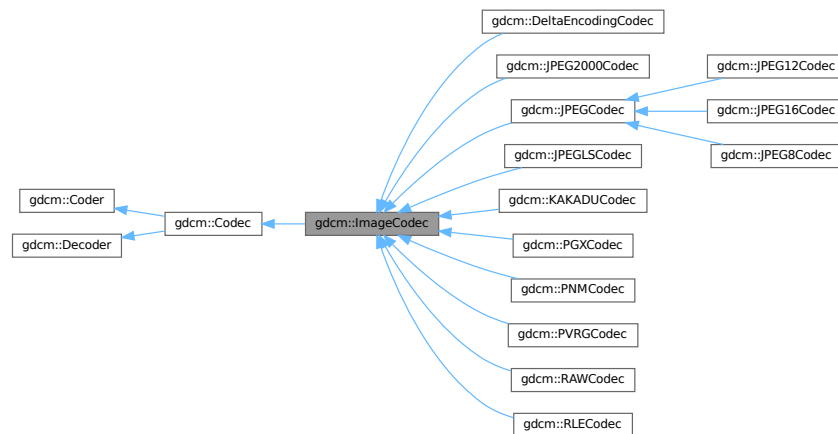 gdcm::DeltaEncodingCodec
gdcm::JPEG2000Codec
gdcm::JPEG12Codec
gdcm::JPEGCodec
gdcm::JPEG16Codec
gdcm::JPEGLSCodec
gdcm::JPEG8Codec
gdcm::Coder
gdcm::KAKADUCodec
gdcm::Codec
gdcm::ImageCodec
gdcm::Decoder
gdcm::PGXCodec
gdcm::PNMCodec
gdcm::PVRGCodec
gdcm::RAWCodec
gdcm::RLECodec